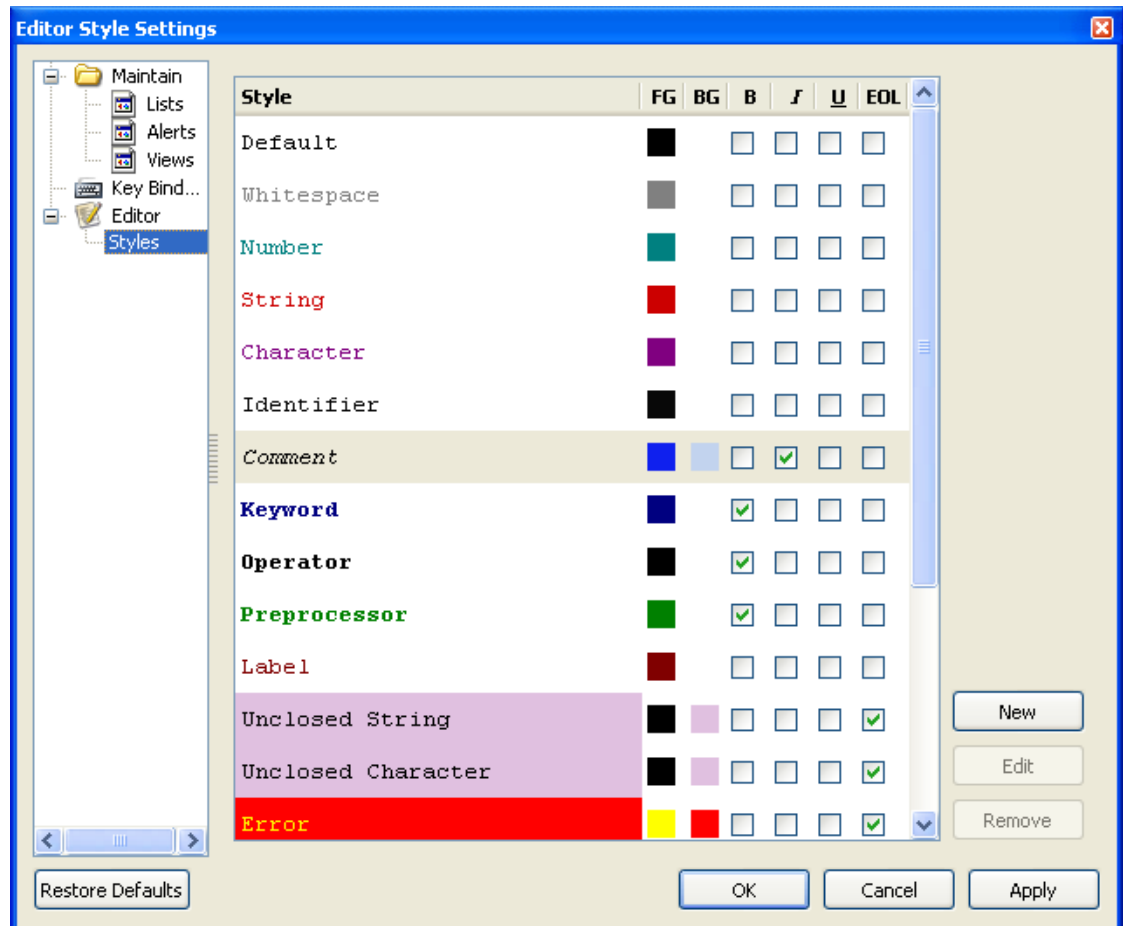 Editor Style Settings
Maintain
Lists
Alerts
Views
Key Bind...
Editor
Styles
Style FG BG B I U EOL
Default
Whitespace
Number
String
Character
Identifier
Comment
Keyword
Operator
Preprocessor
Label
Unclosed String
Unclosed Character
Error
New
Edit
Remove
Restore Defaults
OK
Cancel
Apply